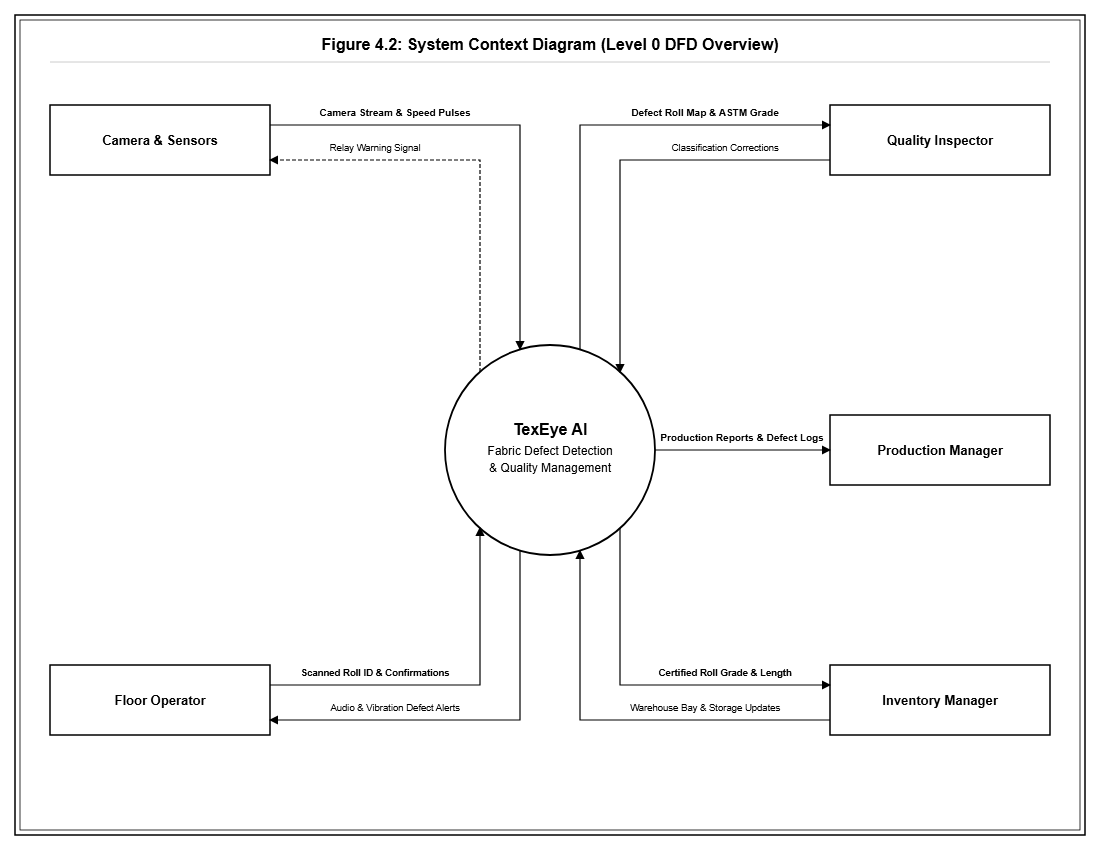 Figure 4.2: System Context Diagram (Level 0 DFD Overview)
Camera & Sensors
Camera Stream & Speed Pulses
Relay Warning Signal
Defect Roll Map & ASTM Grade
Classification Corrections
Quality Inspector
TexEye AI
Fabric Defect Detection
& Quality Management
Production Reports & Defect Logs
Production Manager
Floor Operator
Scanned Roll ID & Confirmations
Audio & Vibration Defect Alerts
Certified Roll Grade & Length
Warehouse Bay & Storage Updates
Inventory Manager